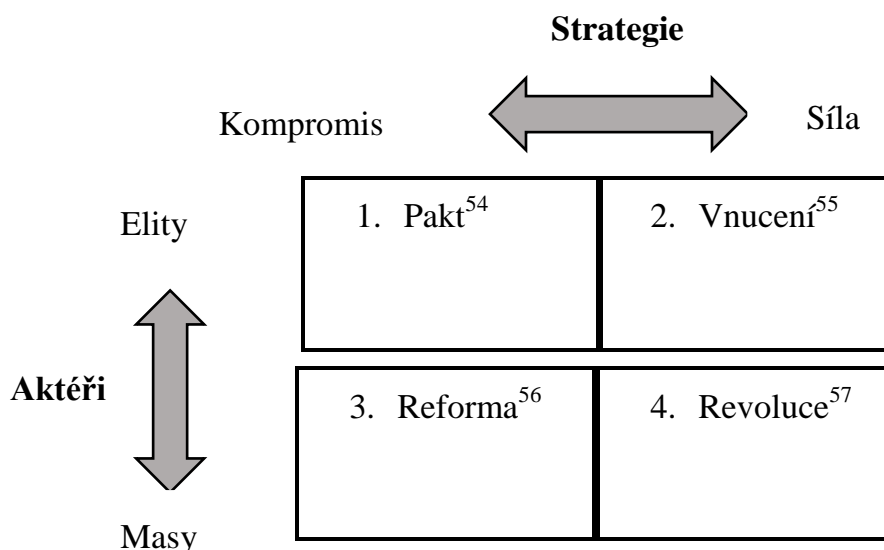 Strategie
Kompromis Síla
Elity 1. Pakt54 2. Vnucení55
Aktéři 3. Reforma56 4. Revoluce57
Masy